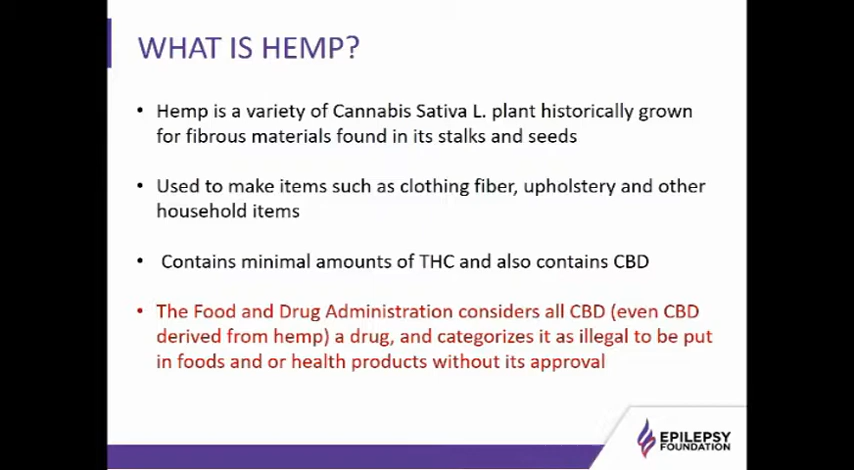 WHAT IS HEMP?
• Hemp is a variety of Cannabis Sativa L. plant historically grown
for fibrous materials found in its stalks and seeds
• Used to make items such as clothing fiber, upholstery and other
household items
• Contains minimal amounts of THC and also contains CBD
• The Food and Drug Administration considers all CBD (even CBD
derived from hemp) a drug, and categorizes it as illegal to be put
in foods and or health products without its approval
EPILEPSY
FOUNDATION